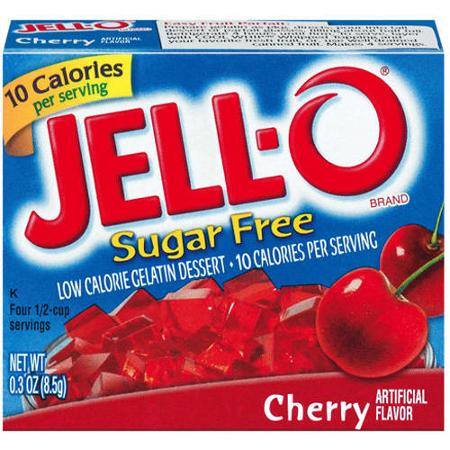 Cherry ARTIFICIAL FLAVOR
Easy Fruit Parfait
10 Calories
per serving
JELL-O®
BRAND
Sugar Free
LOW CALORIE GELATIN DESSERT • 10 CALORIES PER SERVING
K
Four 1/2-cup
servings
NET WT
0.3 OZ (8.5g)
Cherry ARTIFICIAL FLAVOR